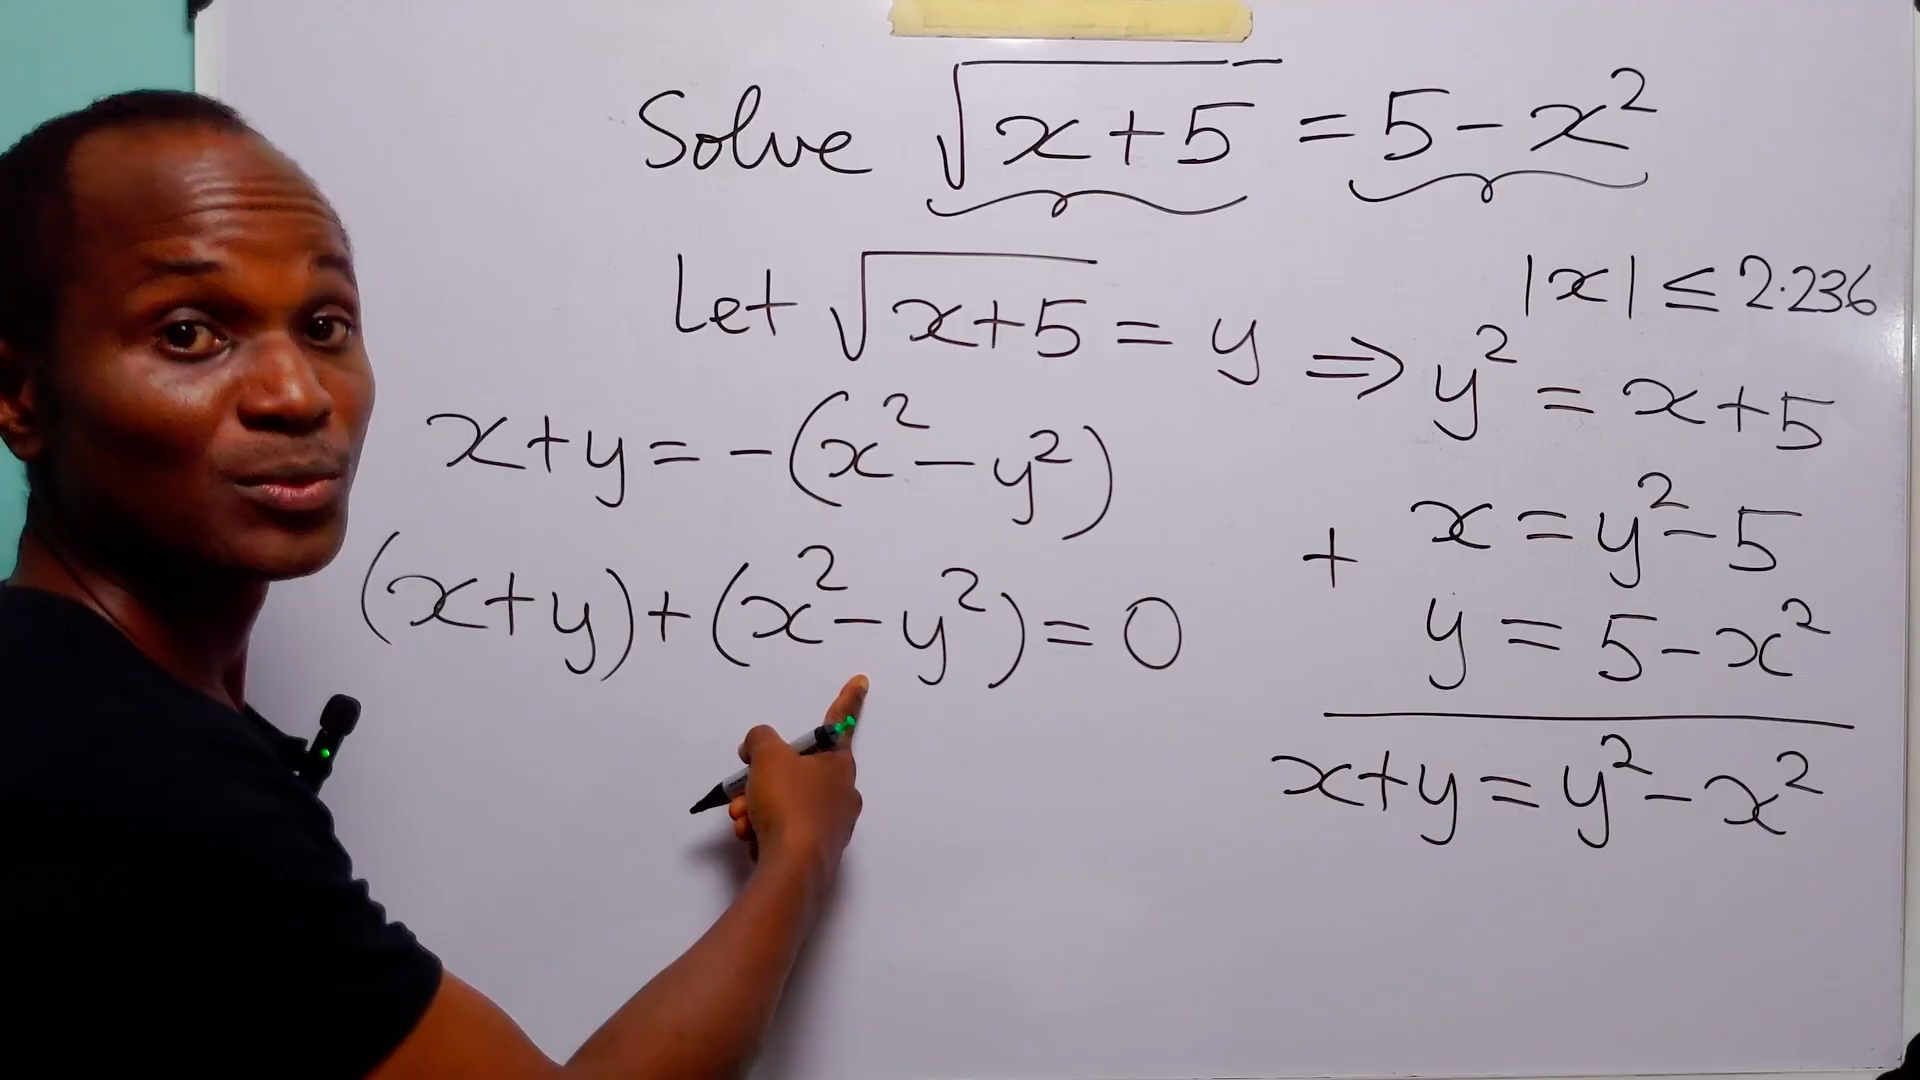 Solve √(x+5) = 5 - x²
|x| ≤ 2.236
Let √(x+5) = y ⇒ y² = x+5
x+y = -(x² - y²)
(x+y)+(x² - y²) = 0
+ x = y² - 5
y = 5 - x²
x+y = y² - x²